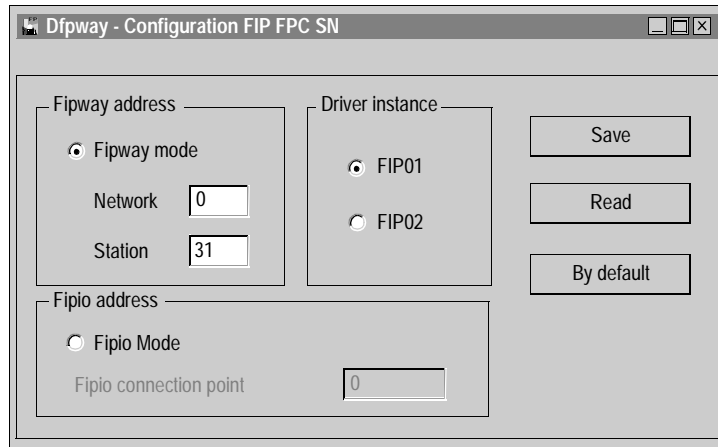 Dfpway - Configuration FIP FPC SN
Fipway address
Fipway mode
Network 0
Station 31
Driver instance
FIP01
FIP02
Save
Read
By default
Fipio address
Fipio Mode
Fipio connection point 0